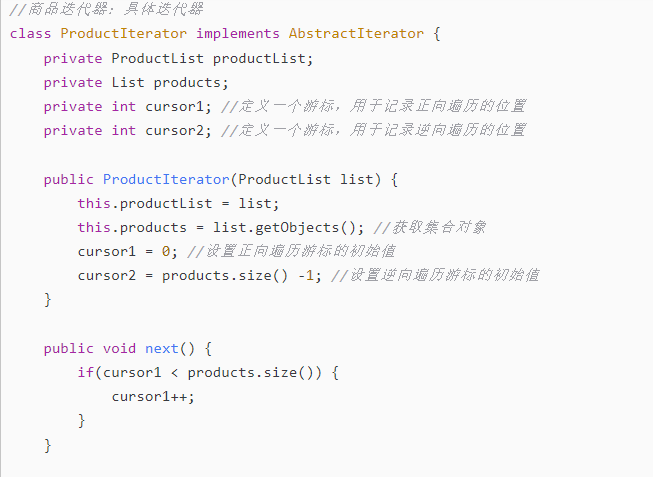 //商品迭代器：具体迭代器
class ProductIterator implements AbstractIterator {
    private ProductList productList;
    private List products;
    private int cursor1; //定义一个游标，用于记录正向遍历的位置
    private int cursor2; //定义一个游标，用于记录逆向遍历的位置

    public ProductIterator(ProductList list) {
        this.productList = list;
        this.products = list.getObjects(); //获取集合对象
        cursor1 = 0; //设置正向遍历游标的初始值
        cursor2 = products.size() -1; //设置逆向遍历游标的初始值
    }

    public void next() {
        if(cursor1 < products.size()) {
            cursor1++;
        }
    }